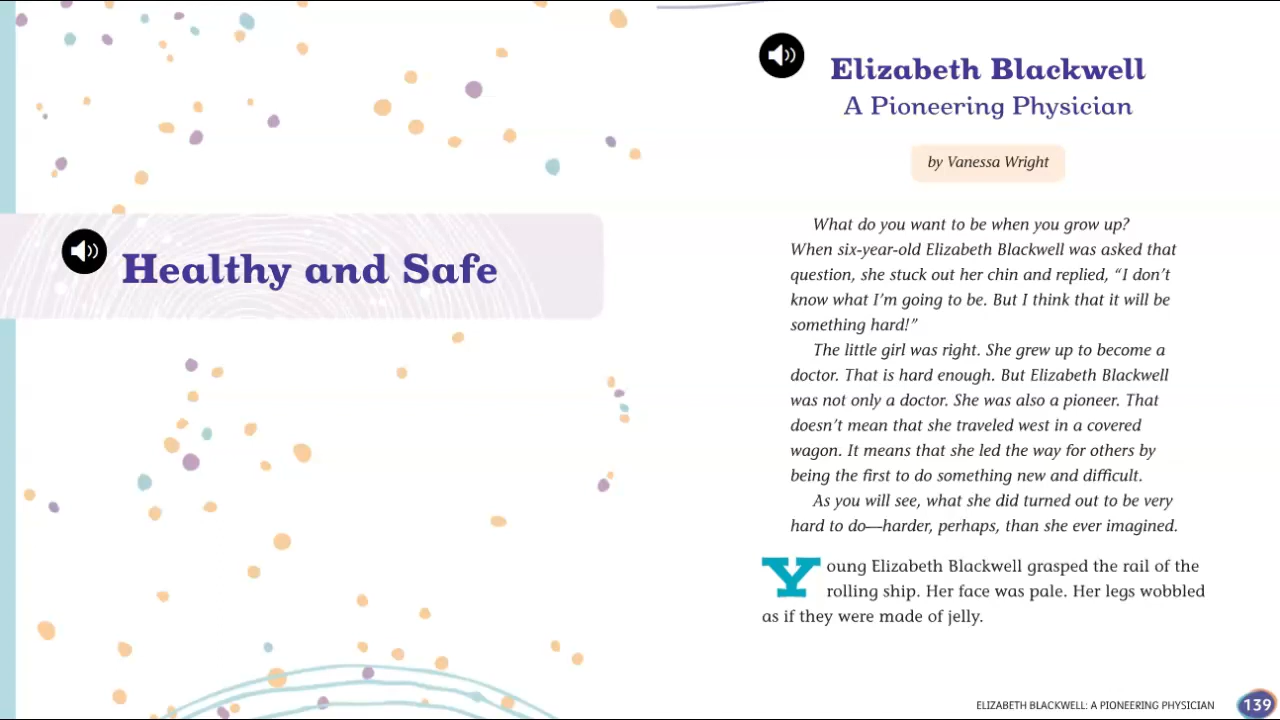 Healthy and Safe
Elizabeth Blackwell
A Pioneering Physician
by Vanessa Wright
What do you want to be when you grow up?
When six-year-old Elizabeth Blackwell was asked that
question, she stuck out her chin and replied, “I don’t
know what I’m going to be. But I think that it will be
something hard!”
The little girl was right. She grew up to become a
doctor. That is hard enough. But Elizabeth Blackwell
was not only a doctor. She was also a pioneer. That
doesn’t mean that she traveled west in a covered
wagon. It means that she led the way for others by
being the first to do something new and difficult.
As you will see, what she did turned out to be very
hard to do—harder, perhaps, than she ever imagined.
Young Elizabeth Blackwell grasped the rail of the
rolling ship. Her face was pale. Her legs wobbled
as if they were made of jelly.
ELIZABETH BLACKWELL: A PIONEERING PHYSICIAN 139